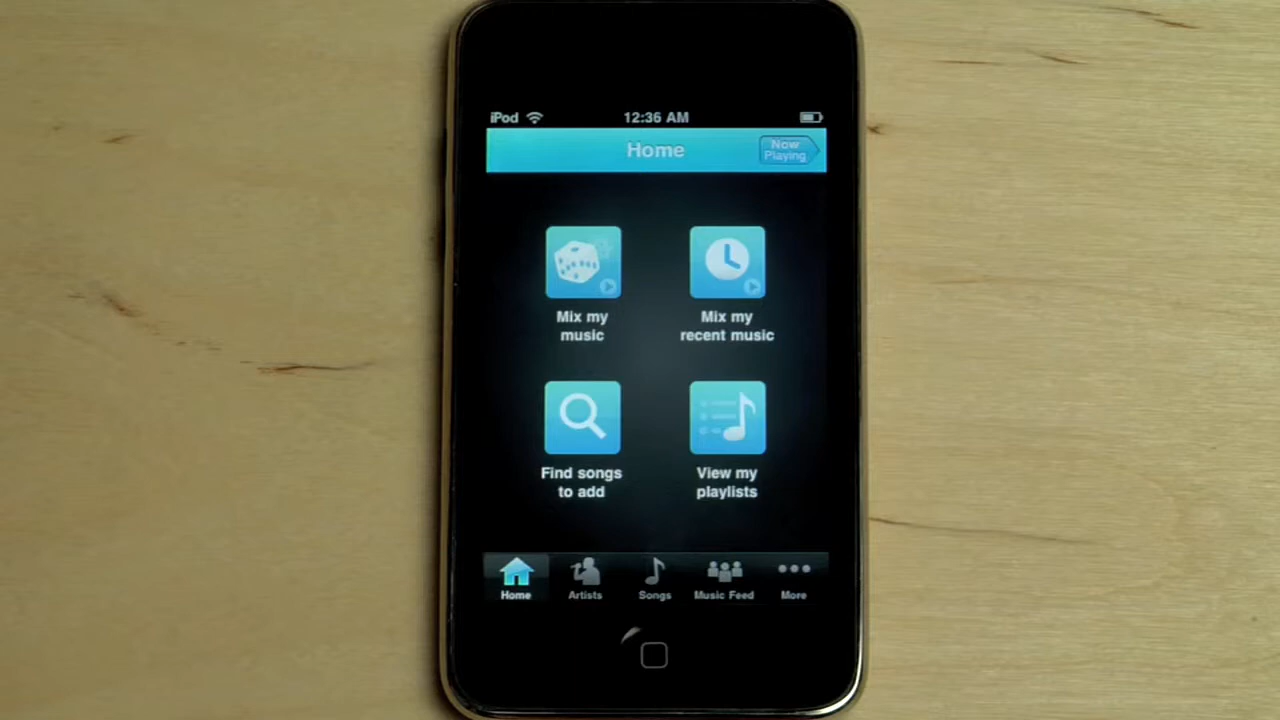 iPod 12:36 AM
Home
Now
Playing
Mix my
music
Mix my
recent music
Find songs
to add
View my
playlists
Home Artists Songs Music Feed More